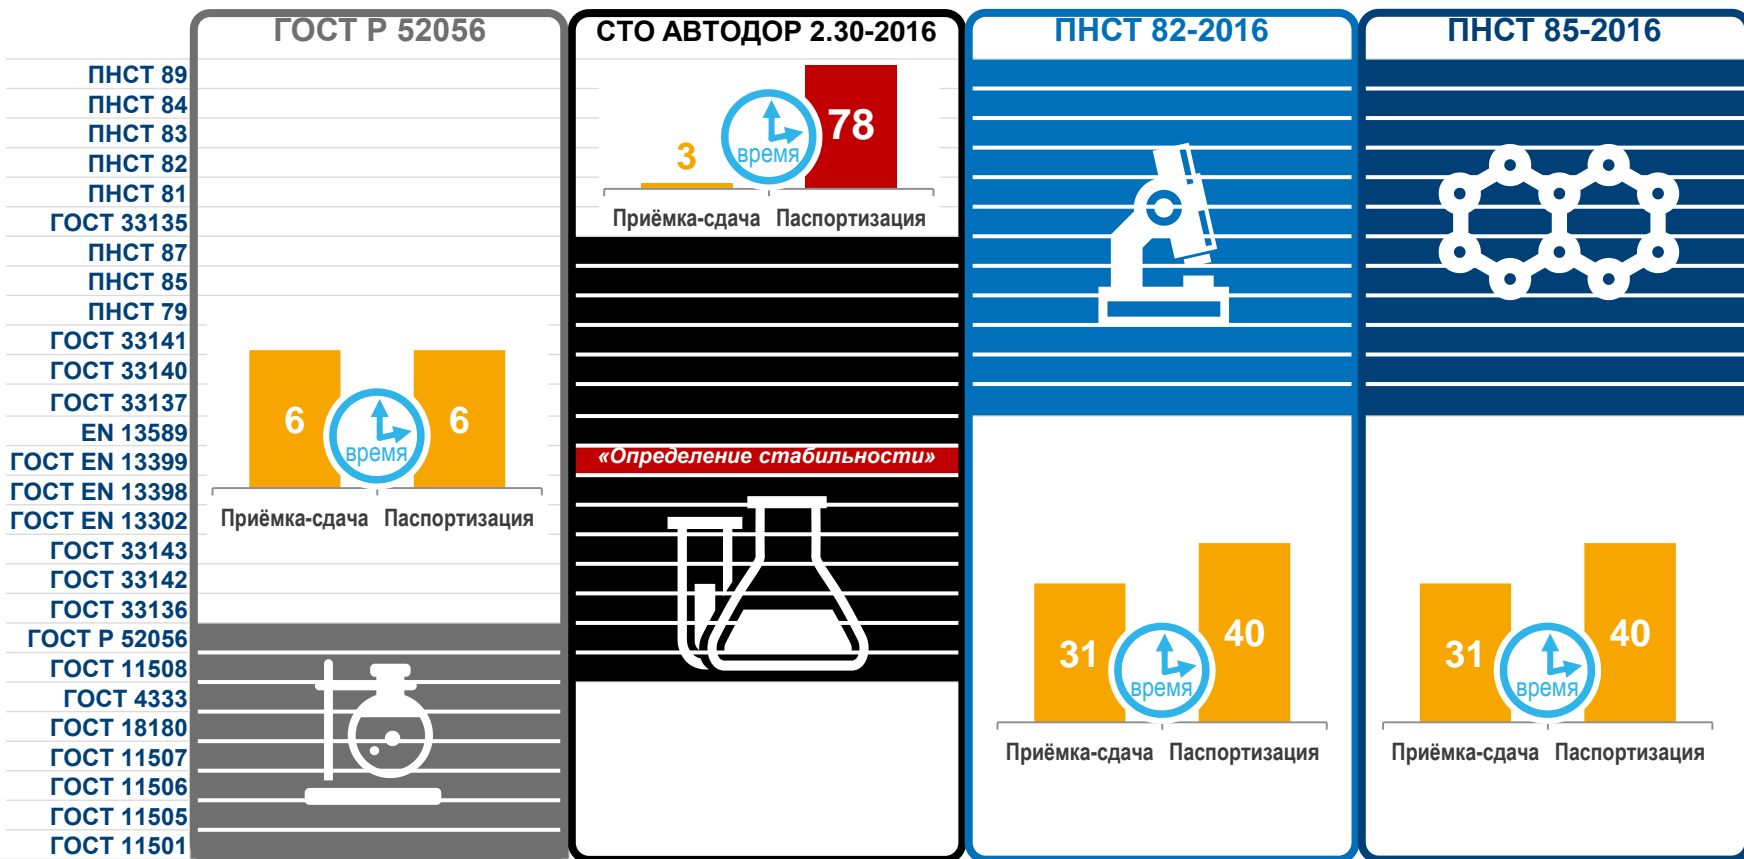 ГОСТ Р 52056
СТО АВТОДОР 2.30-2016
ПНСТ 82-2016
ПНСТ 85-2016
ПНСТ 89
ПНСТ 84
ПНСТ 83
ПНСТ 82
ПНСТ 81
ГОСТ 33135
ПНСТ 87
ПНСТ 85
ПНСТ 79
ГОСТ 33141
ГОСТ 33140
ГОСТ 33137
EN 13589
ГОСТ EN 13399
ГОСТ EN 13398
ГОСТ EN 13302
ГОСТ 33143
ГОСТ 33142
ГОСТ 33136
ГОСТ Р 52056
ГОСТ 11508
ГОСТ 4333
ГОСТ 18180
ГОСТ 11507
ГОСТ 11506
ГОСТ 11505
ГОСТ 11501
6
время
6
Приёмка-сдача Паспортизация
3
время
78
Приёмка-сдача Паспортизация
«Определение стабильности»
31
время
40
Приёмка-сдача Паспортизация
31
время
40
Приёмка-сдача Паспортизация